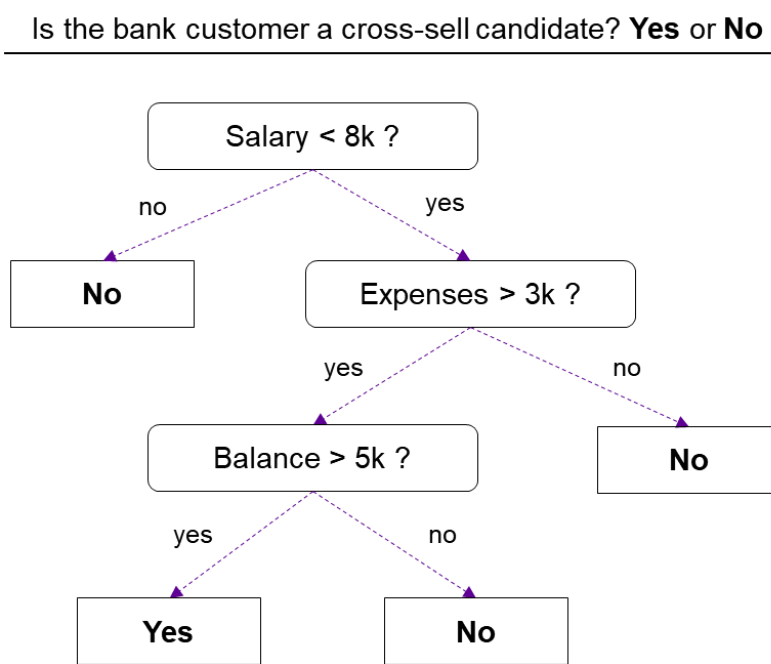 Is the bank customer a cross-sell candidate? Yes or No
Salary < 8k ?
no
yes
No
Expenses > 3k ?
yes
no
Balance > 5k ?
No
yes
no
Yes
No